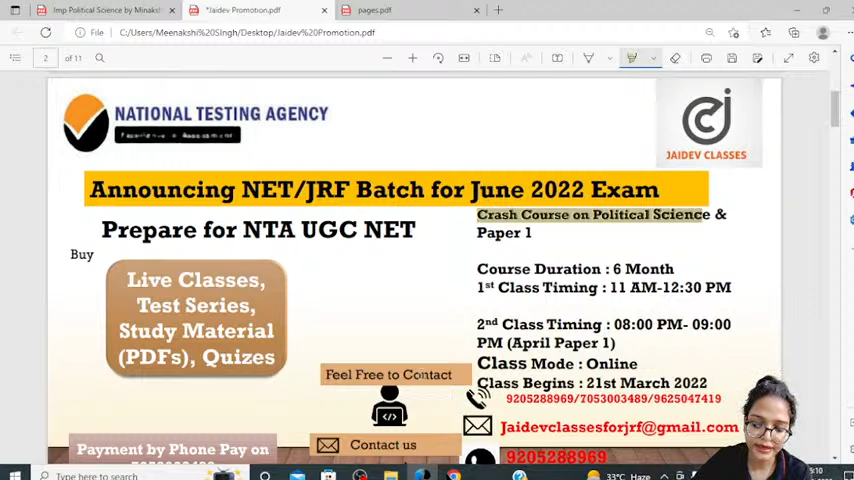 Imp Political Science by Minaksh
*Jaidev Promotion.pdf
pages.pdf
File
C:/Users/Meenakshi%20Singh/Desktop/Jaidev%20Promotion.pdf
2 of 11
NATIONAL TESTING AGENCY
JAIDEV CLASSES
Announcing NET/JRF Batch for June 2022 Exam
Prepare for NTA UGC NET
Crash Course on Political Science &
Paper 1
Buy
Live Classes,
Test Series,
Study Material
(PDFs), Quizes
Course Duration : 6 Month
1st Class Timing : 11 AM-12:30 PM
2nd Class Timing : 08:00 PM- 09:00
PM (April Paper 1)
Class Mode : Online
Class Begins : 21st March 2022
Feel Free to Contact
9205288969/7053003489/9625047419
Contact us
Jaidevclassesforjrf@gmail.com
9205288969
Payment by Phone Pay on
Type here to search
33°C Haze